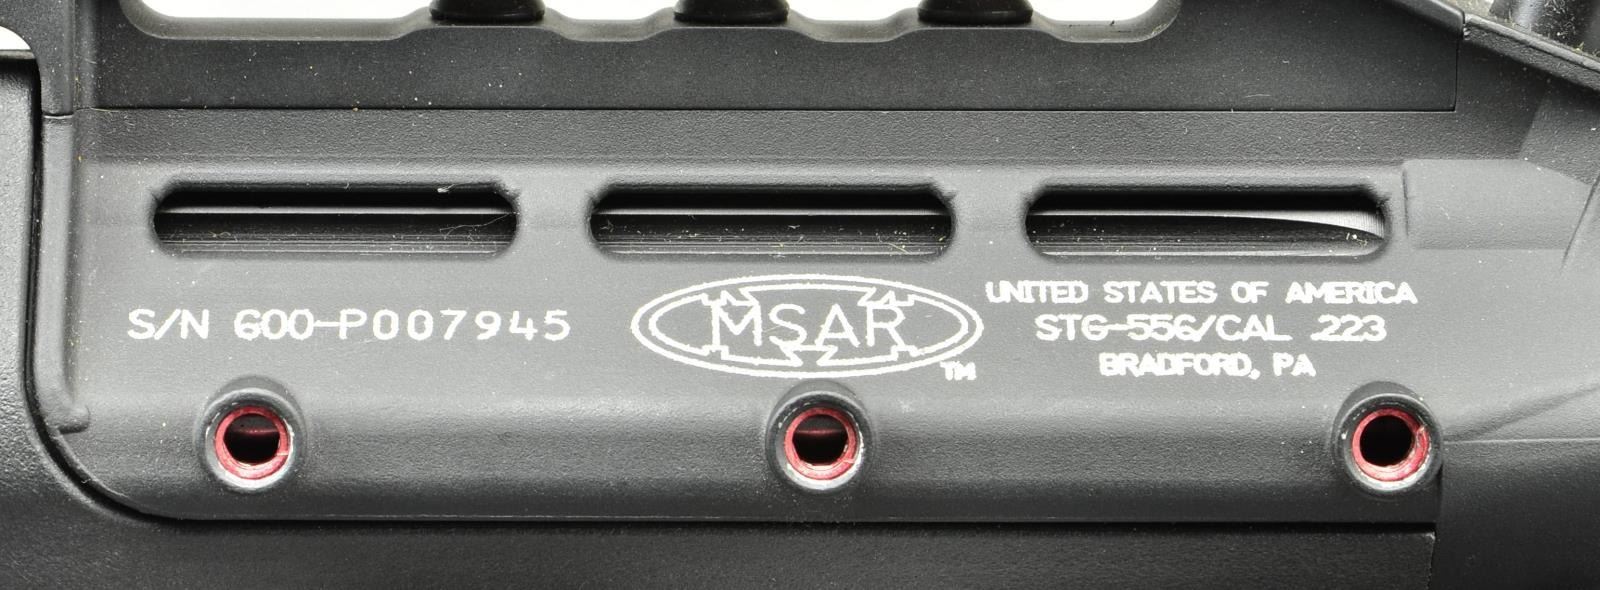 S/N 600-P007945
MSAR
TM
UNITED STATES OF AMERICA
STG-556/CAL .223
BRADFORD, PA